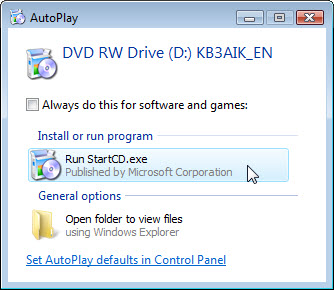 AutoPlay
DVD RW Drive (D:) KB3AIK_EN
Always do this for software and games:
Install or run program
Run StartCD.exe
Published by Microsoft Corporation
General options
Open folder to view files
using Windows Explorer
Set AutoPlay defaults in Control Panel